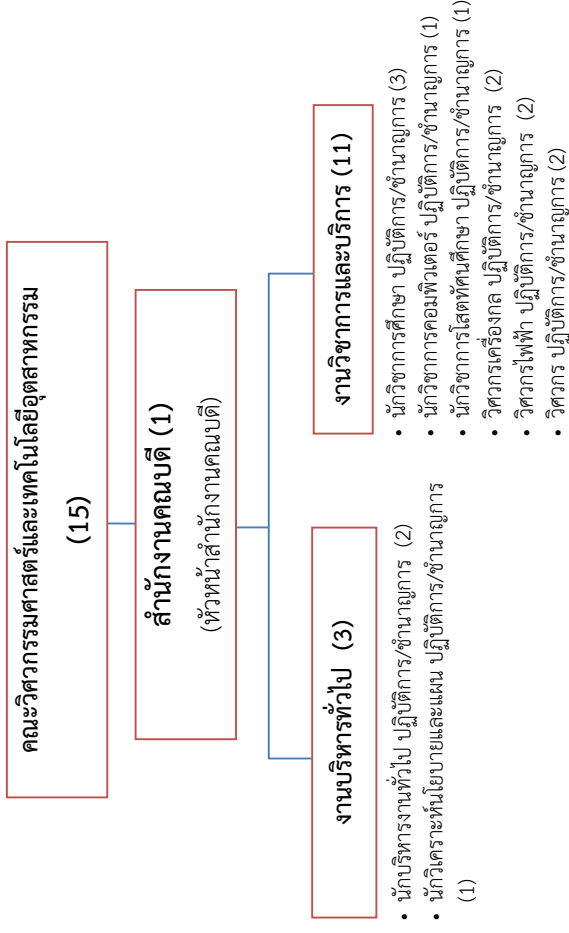 คณะวิศวกรรมศาสตร์และเทคโนโลยีอุตสาหกรรม
(15)
สำนักงานคณบดี (1)
(หัวหน้าสำนักงานคณบดี)
งานบริหารทั่วไป (3)
• นักบริหารงานทั่วไป ปฏิบัติการ/ชำนาญการ (2)
• นักวิเคราะห์นโยบายและแผน ปฏิบัติการ/ชำนาญการ
(1)
งานวิชาการและบริการ (11)
• นักวิชาการศึกษา ปฏิบัติการ/ชำนาญการ (3)
• นักวิชาการคอมพิวเตอร์ ปฏิบัติการ/ชำนาญการ (1)
• นักวิชาการโสตทัศนศึกษา ปฏิบัติการ/ชำนาญการ (1)
• วิศวกรเครื่องกล ปฏิบัติการ/ชำนาญการ (2)
• วิศวกรไฟฟ้า ปฏิบัติการ/ชำนาญการ (2)
• วิศวกร ปฏิบัติการ/ชำนาญการ (2)